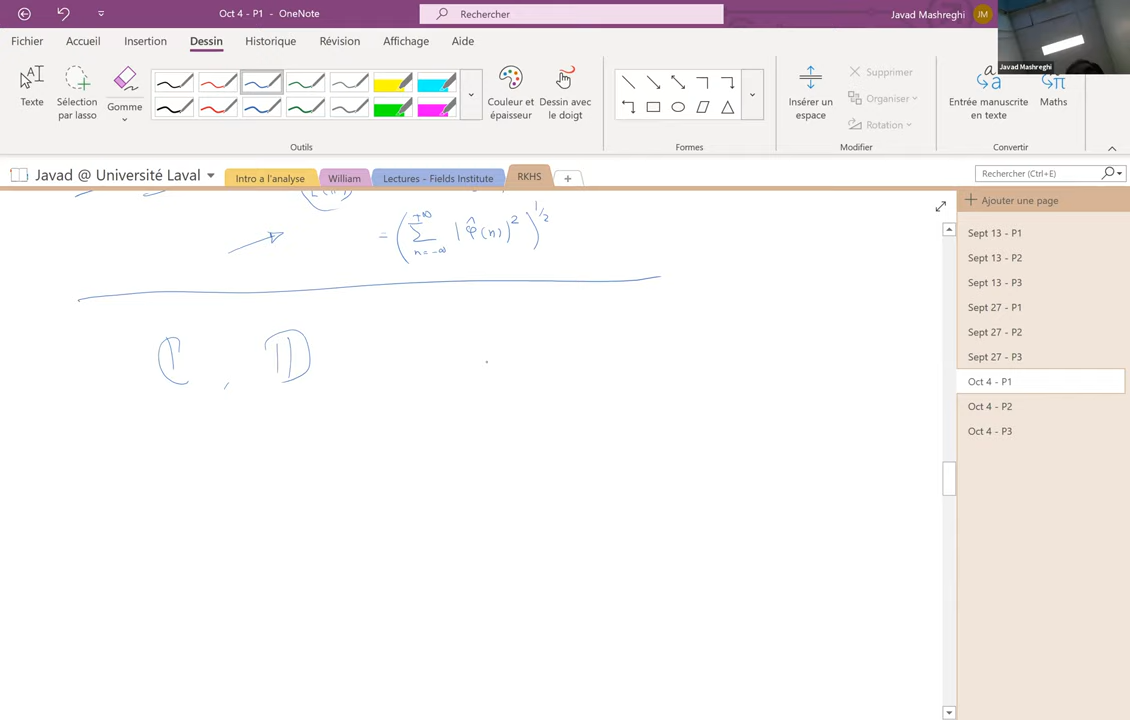 Oct 4 - P1 - OneNote
Rechercher
Javad Mashreghi
JM
Javad Mashreghi
Fichier Accueil Insertion Dessin Historique Révision Affichage Aide
Texte
Sélection par lasso
Gomme
Couleur et épaisseur
Dessin avec le doigt
Insérer un espace
Supprimer
Organiser
Rotation
Entrée manuscrite en texte
Maths
Outils Formes Modifier Convertir
Javad @ Université Laval
Intro a l'analyse
William
Lectures - Fields Institute
RKHS
Rechercher (Ctrl+E)
Ajouter une page
Sept 13 - P1
Sept 13 - P2
Sept 13 - P3
Sept 27 - P1
Sept 27 - P2
Sept 27 - P3
Oct 4 - P1
Oct 4 - P2
Oct 4 - P3
= ( ∑_{n=-∞}^{+∞} |φ̂(n)|² )^{1/2}
ℂ , 𝔻